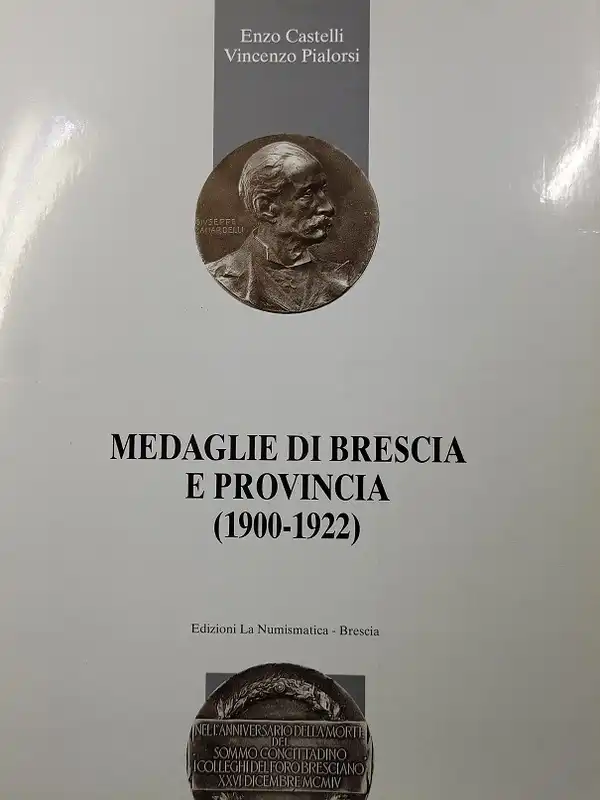 Enzo Castelli
Vincenzo Pialorsi
GIUSEPPE
ZANARDELLI
MEDAGLIE DI BRESCIA
E PROVINCIA
(1900-1922)
Edizioni La Numismatica - Brescia
NELL'ANNIVERSARIO DELLA MORTE
DEL
SOMMO CONCITTADINO
I COLLEGHI DEL FORO BRESCIANO
XXVI DICEMBRE MCMIV